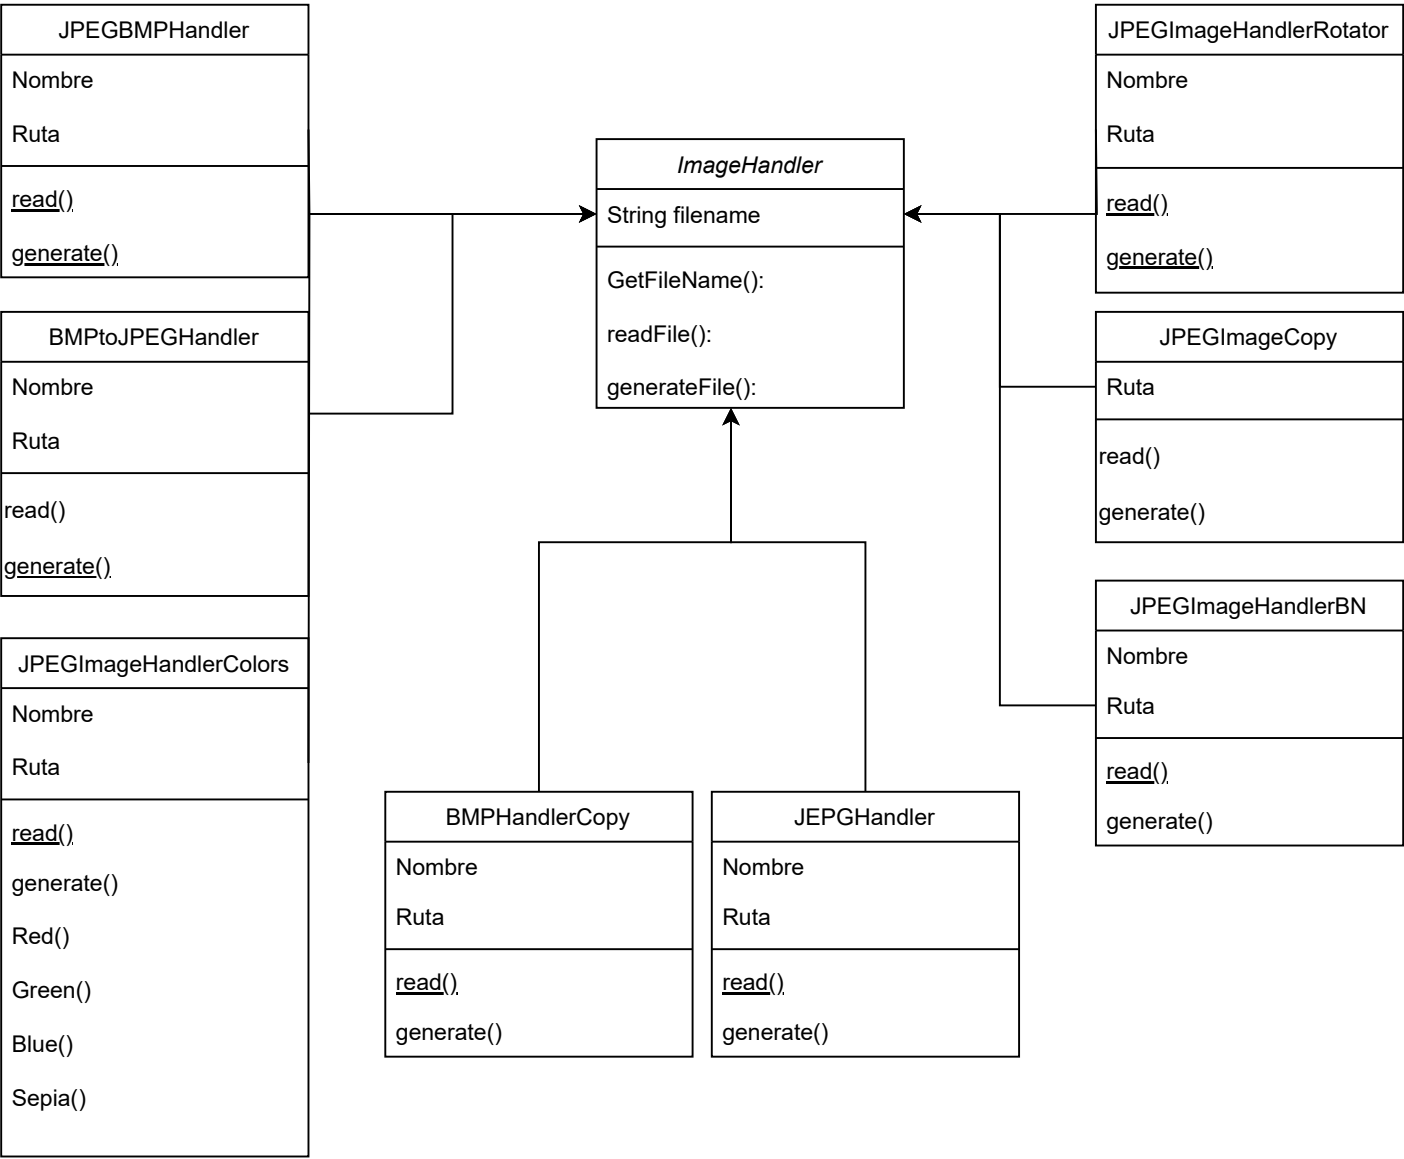 JPEGBMPHandler
Nombre
Ruta
read()
generate()
BMPtoJPEGHandler
Nombre
Ruta
read()
generate()
JPEGImageHandlerColors
Nombre
Ruta
read()
generate()
Red()
Green()
Blue()
Sepia()
ImageHandler
String filename
GetFileName():
readFile():
generateFile():
BMPHandlerCopy
Nombre
Ruta
read()
generate()
JEPGHandler
Nombre
Ruta
read()
generate()
JPEGImageHandlerRotator
Nombre
Ruta
read()
generate()
JPEGImageCopy
Ruta
read()
generate()
JPEGImageHandlerBN
Nombre
Ruta
read()
generate()